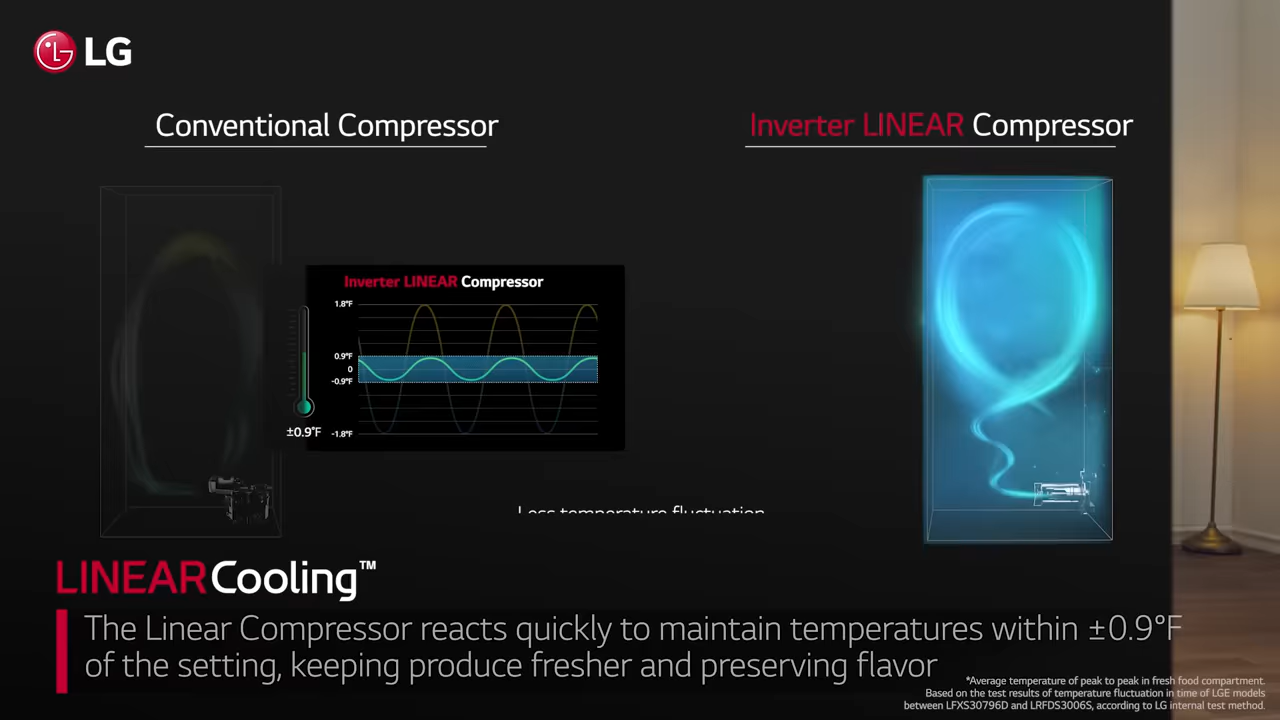 LG
Conventional Compressor
Inverter LINEAR Compressor
Inverter LINEAR Compressor
1.8°F
0.9°F
0
-0.9°F
-1.8°F
±0.9°F
Less temperature fluctuation
LINEARCooling™
The Linear Compressor reacts quickly to maintain temperatures within ±0.9°F
of the setting, keeping produce fresher and preserving flavor
*Average temperature of peak to peak in fresh food compartment.
Based on the test results of temperature fluctuation in time of LGE models
between LFXS30796D and LRFDS3006S, according to LG internal test method.